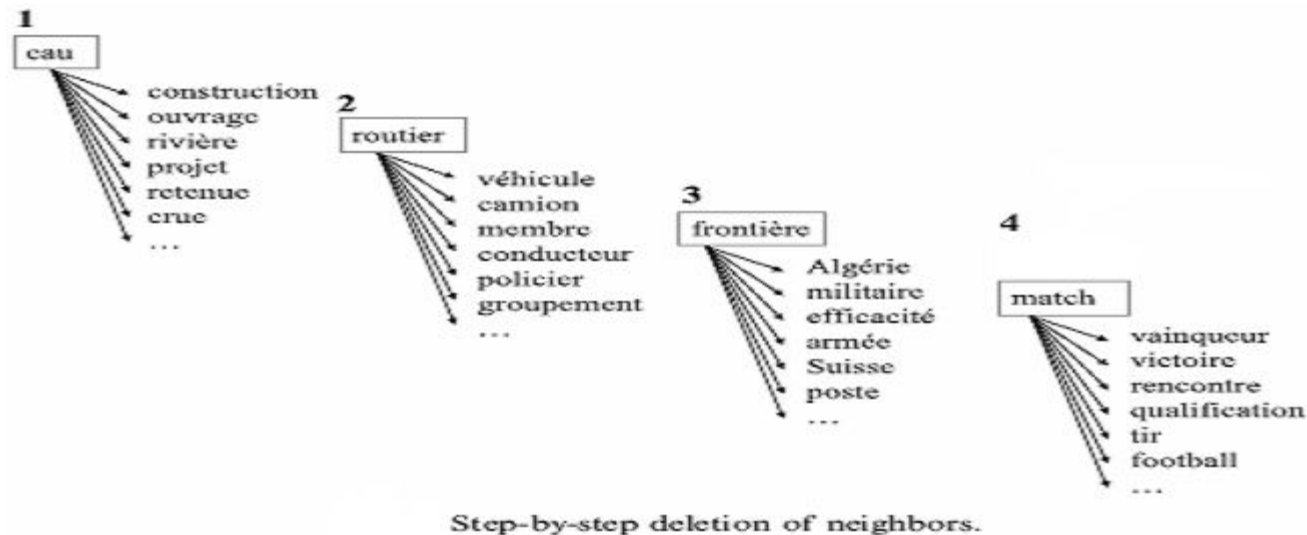 1
cau
construction
ouvrage
rivière
projet
retenue
crue
…
2
routier
véhicule
camion
membre
conducteur
policier
groupement
…
3
frontière
Algérie
militaire
efficacité
armée
Suisse
poste
…
4
match
vainqueur
victoire
rencontre
qualification
tir
football
…
Step-by-step deletion of neighbors.